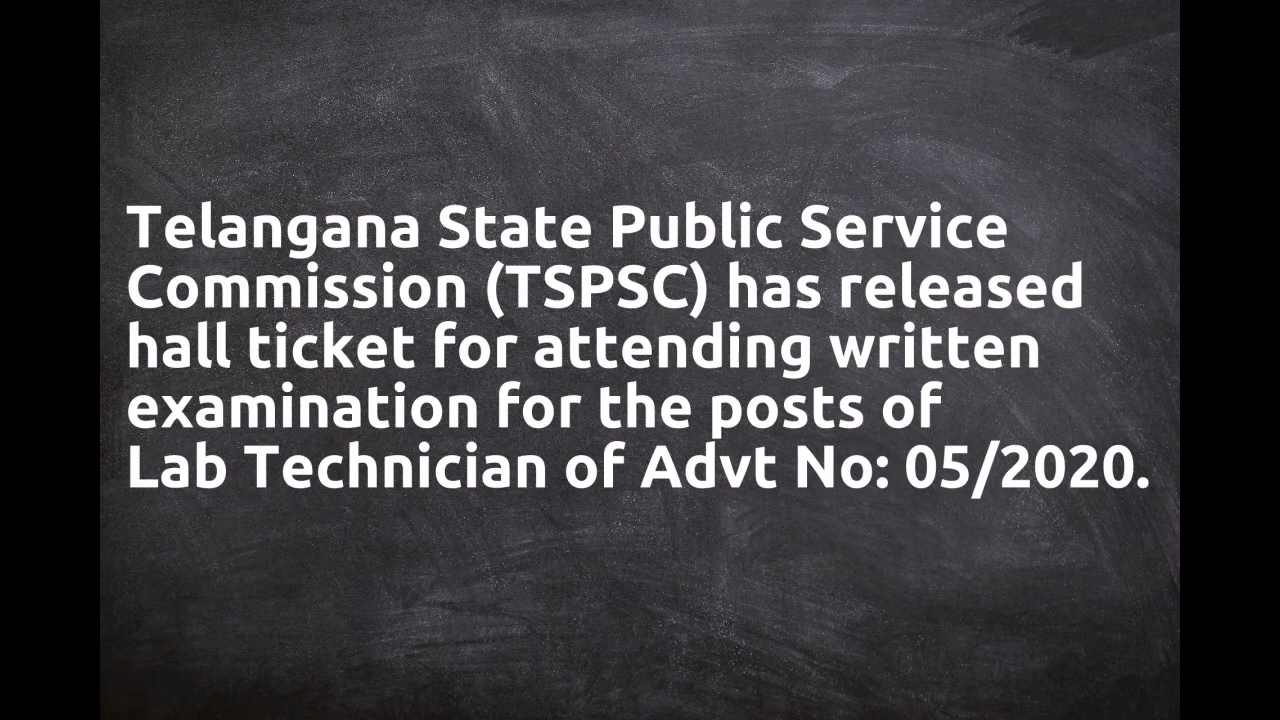 Telangana State Public Service
Commission (TSPSC) has released
hall ticket for attending written
examination for the posts of
Lab Technician of Advt No: 05/2020.